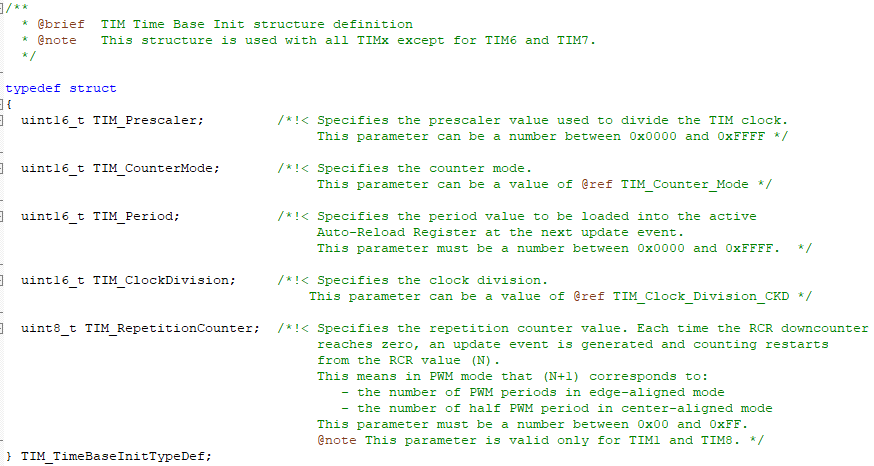 /**
  * @brief  TIM Time Base Init structure definition
  * @note   This structure is used with all TIMx except for TIM6 and TIM7.
  */
typedef struct
{
  uint16_t TIM_Prescaler;         /*!< Specifies the prescaler value used to divide the TIM clock.
                                       This parameter can be a number between 0x0000 and 0xFFFF */
  uint16_t TIM_CounterMode;       /*!< Specifies the counter mode.
                                       This parameter can be a value of @ref TIM_Counter_Mode */
  uint16_t TIM_Period;            /*!< Specifies the period value to be loaded into the active
                                       Auto-Reload Register at the next update event.
                                       This parameter must be a number between 0x0000 and 0xFFFF.  */
  uint16_t TIM_ClockDivision;     /*!< Specifies the clock division.
                                      This parameter can be a value of @ref TIM_Clock_Division_CKD */
  uint8_t TIM_RepetitionCounter;  /*!< Specifies the repetition counter value. Each time the RCR downcounter
                                       reaches zero, an update event is generated and counting restarts
                                       from the RCR value (N).
                                       This means in PWM mode that (N+1) corresponds to:
                                          - the number of PWM periods in edge-aligned mode
                                          - the number of half PWM period in center-aligned mode
                                       This parameter must be a number between 0x00 and 0xFF.
                                       @note This parameter is valid only for TIM1 and TIM8. */
} TIM_TimeBaseInitTypeDef;